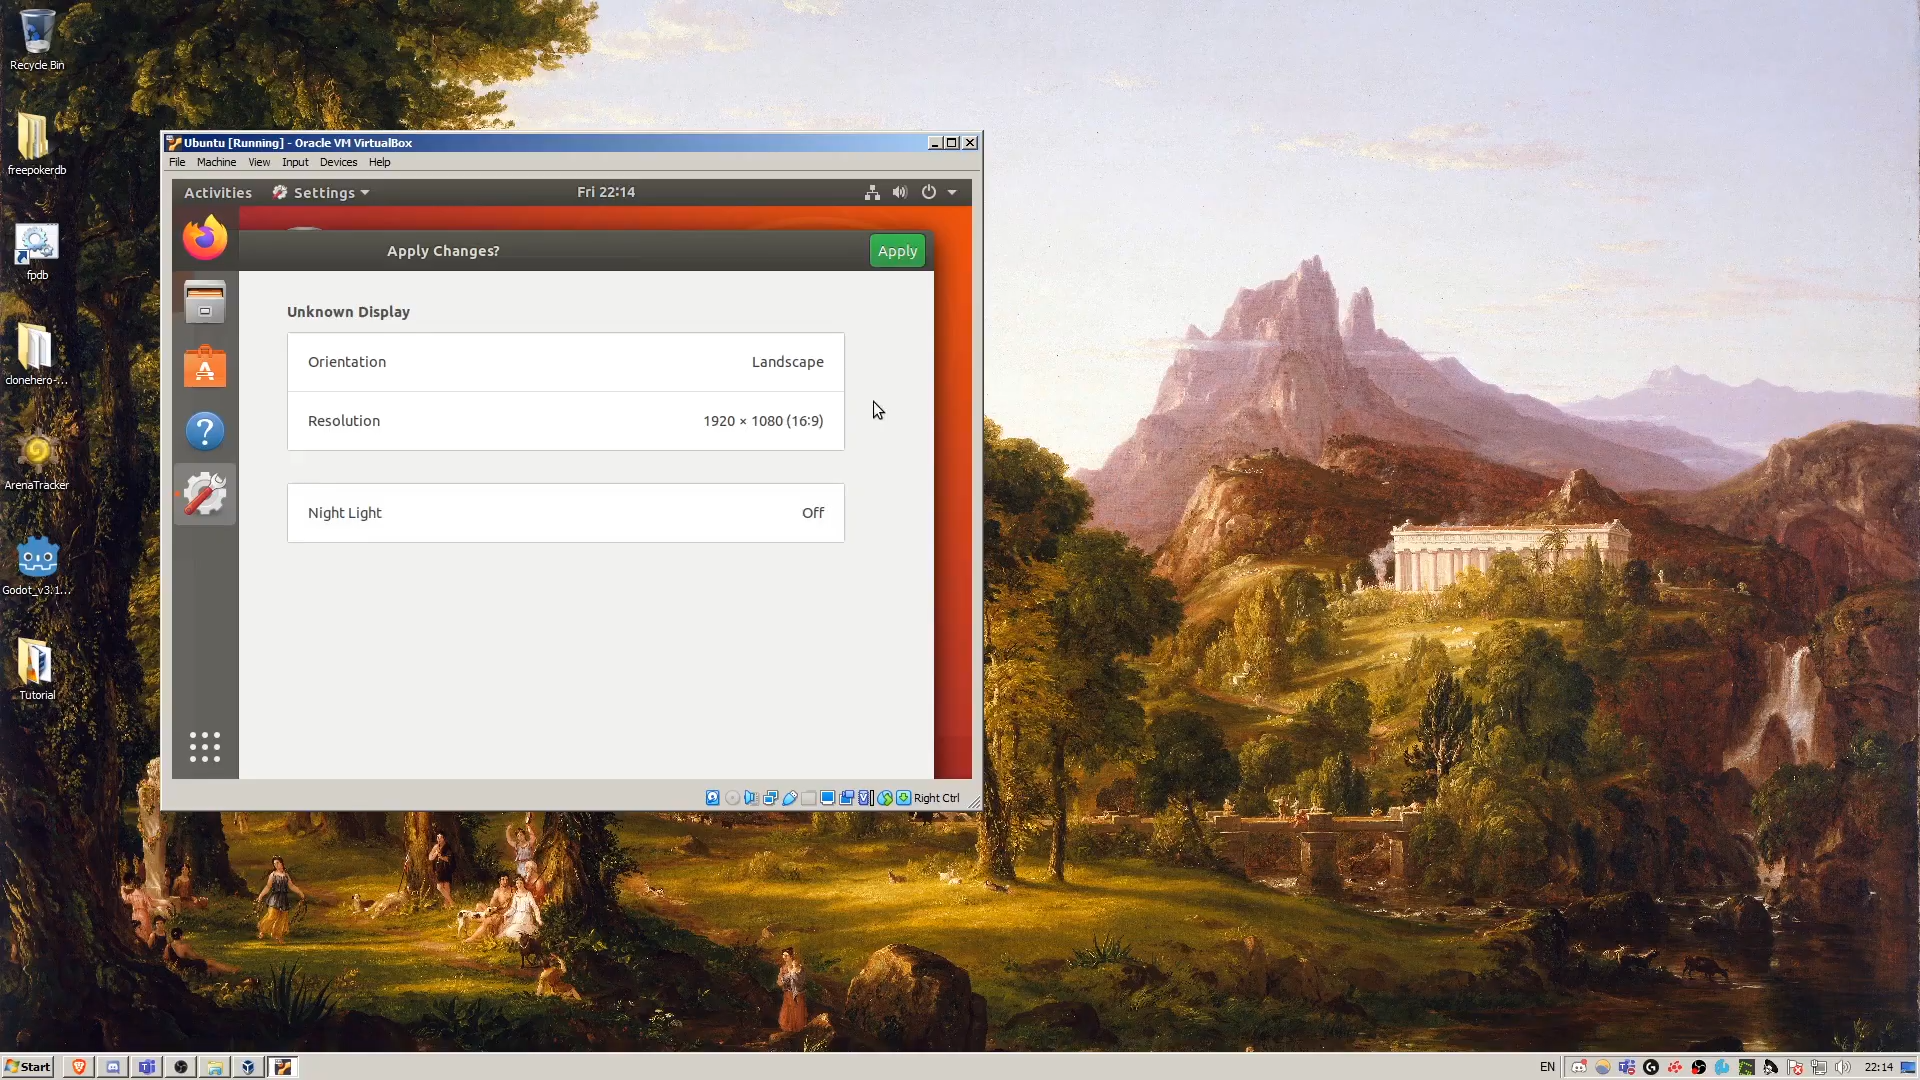 Recycle Bin
freepokerdb
fpdb
clonehero-...
ArenaTracker
Godot_v3.1...
Tutorial
Ubuntu [Running] - Oracle VM VirtualBox
File Machine View Input Devices Help
Activities Settings Fri 22:14
Apply Changes? Apply
Unknown Display
Orientation Landscape
Resolution 1920 × 1080 (16:9)
Night Light Off
Right Ctrl
Start EN 22:14